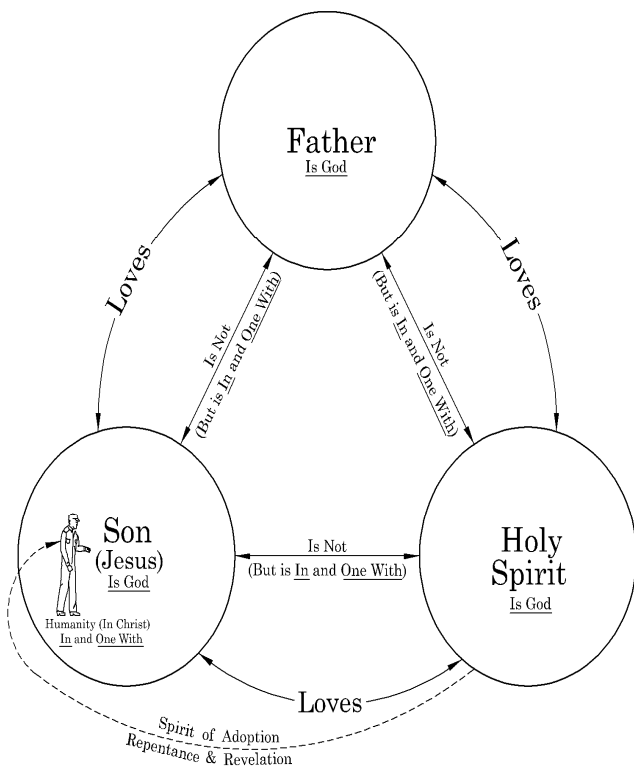 Father
Is God
Loves
Loves
Is Not
(But is In and One With)
Is Not
(But is In and One With)
Son
(Jesus)
Is God
Humanity (In Christ)
In and One With
Is Not
(But is In and One With)
Holy
Spirit
Is God
Loves
Spirit of Adoption
Repentance & Revelation